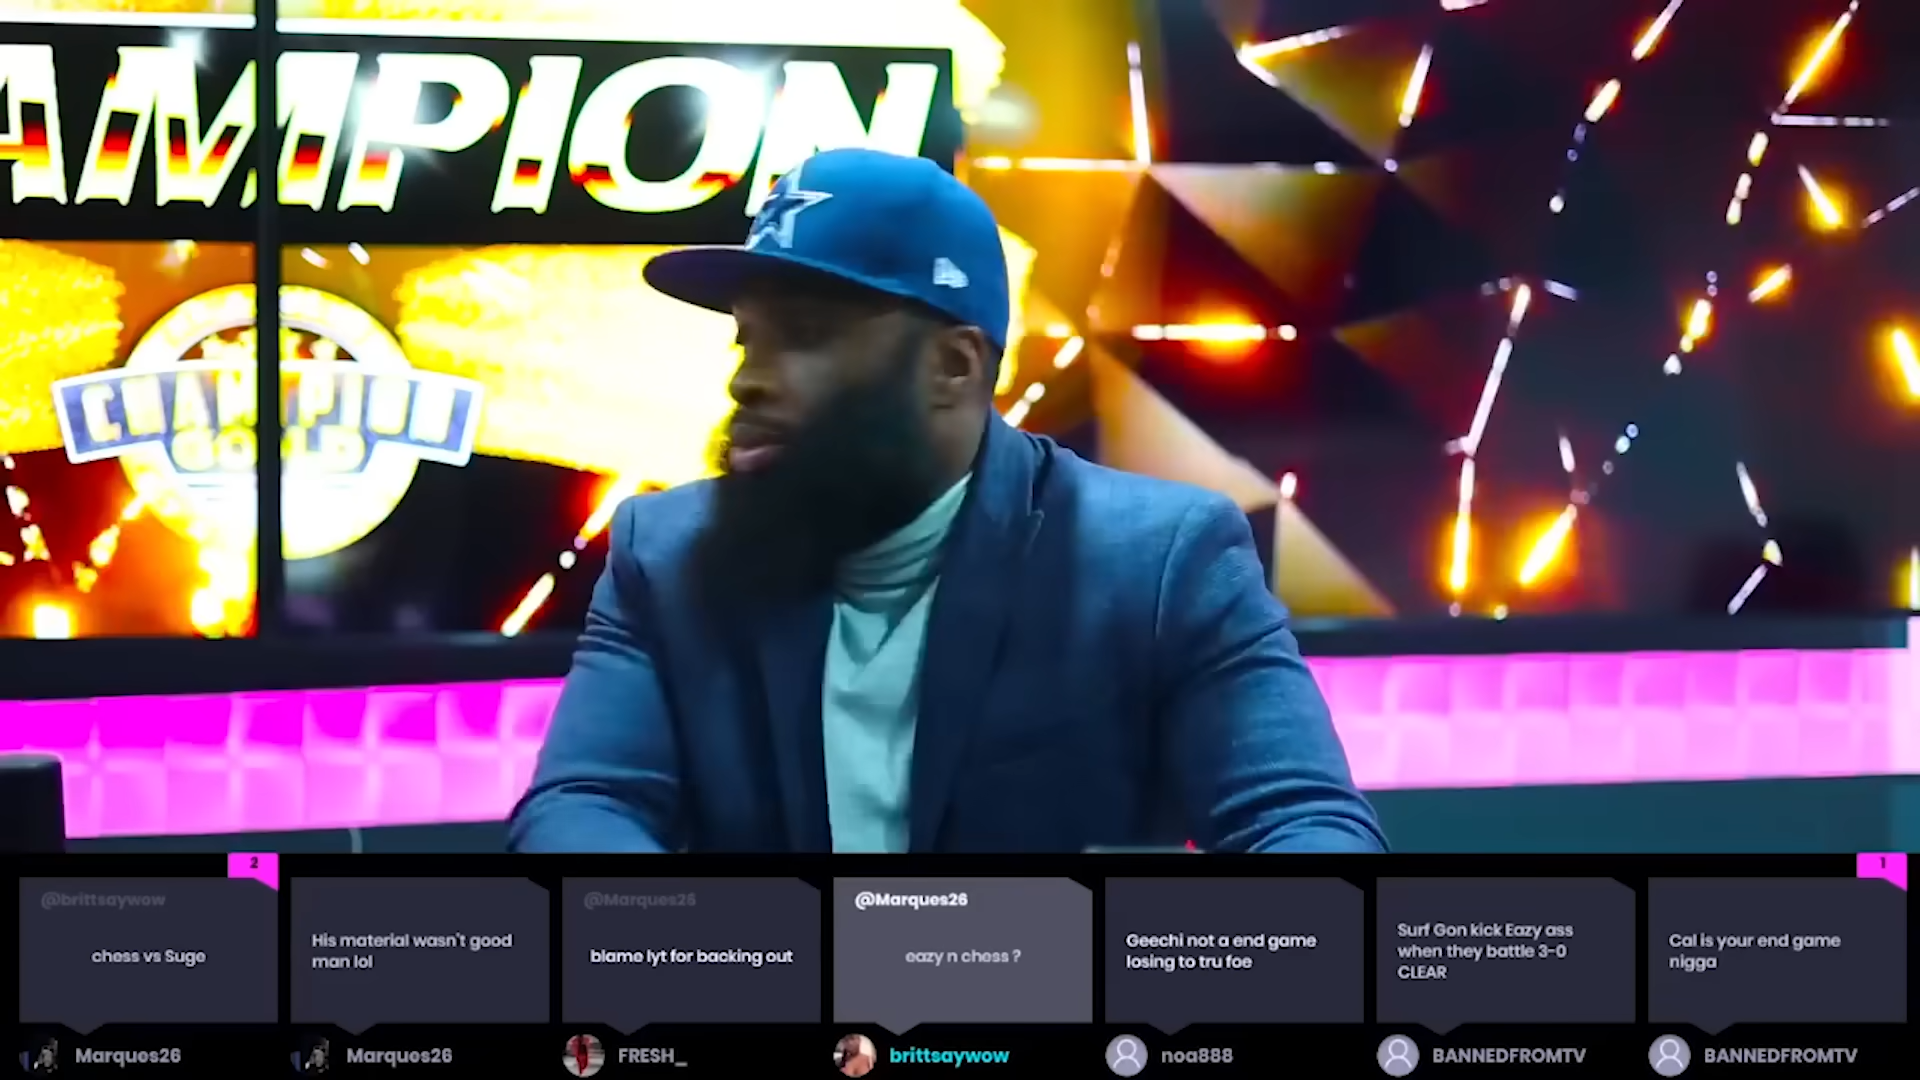 AMPION
CHAMPION
GOLD
2
@brittsaywow
chess vs Suge
Marques26
His material wasn't good
man lol
Marques26
@Marques26
blame lyt for backing out
FRESH_
@Marques26
eazy n chess ?
brittsaywow
Geechi not a end game
losing to tru foe
noa888
Surf Gon kick Eazy ass
when they battle 3-0
CLEAR
BANNEDFROMTV
1
Cal is your end game
nigga
BANNEDFROMTV